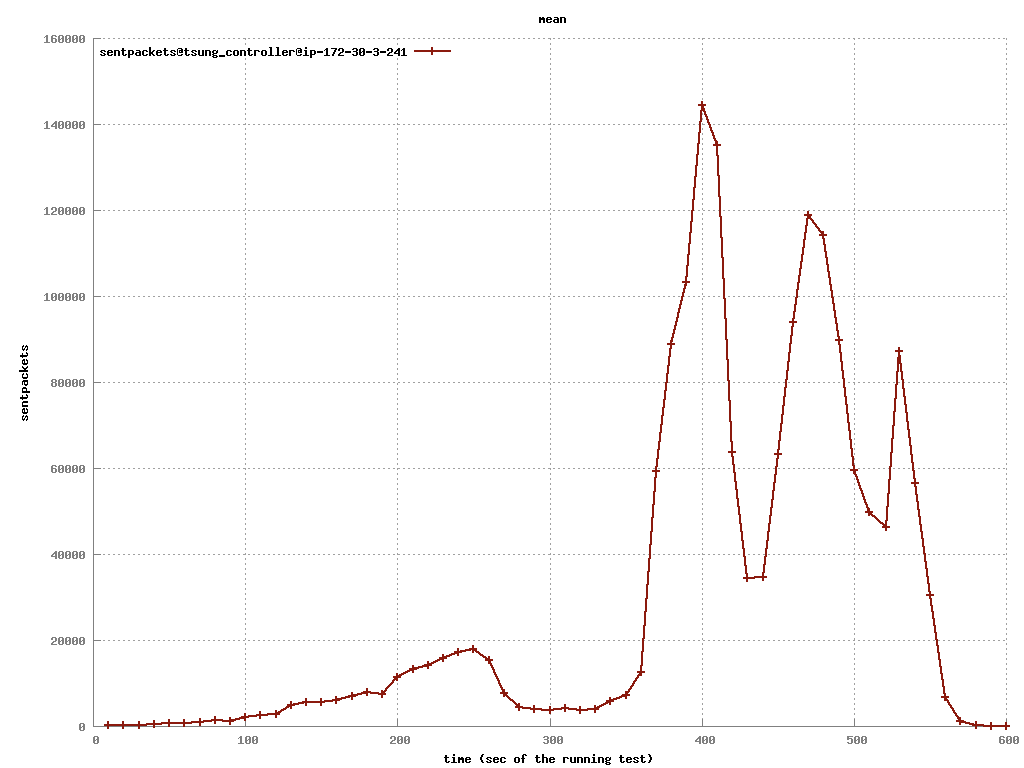 mean
160000
sentpackets@tsung_controller@ip-172-30-3-241
140000
120000
100000
80000
60000
40000
20000
0
sentpackets
0 100 200 300 400 500 600
time (sec of the running test)